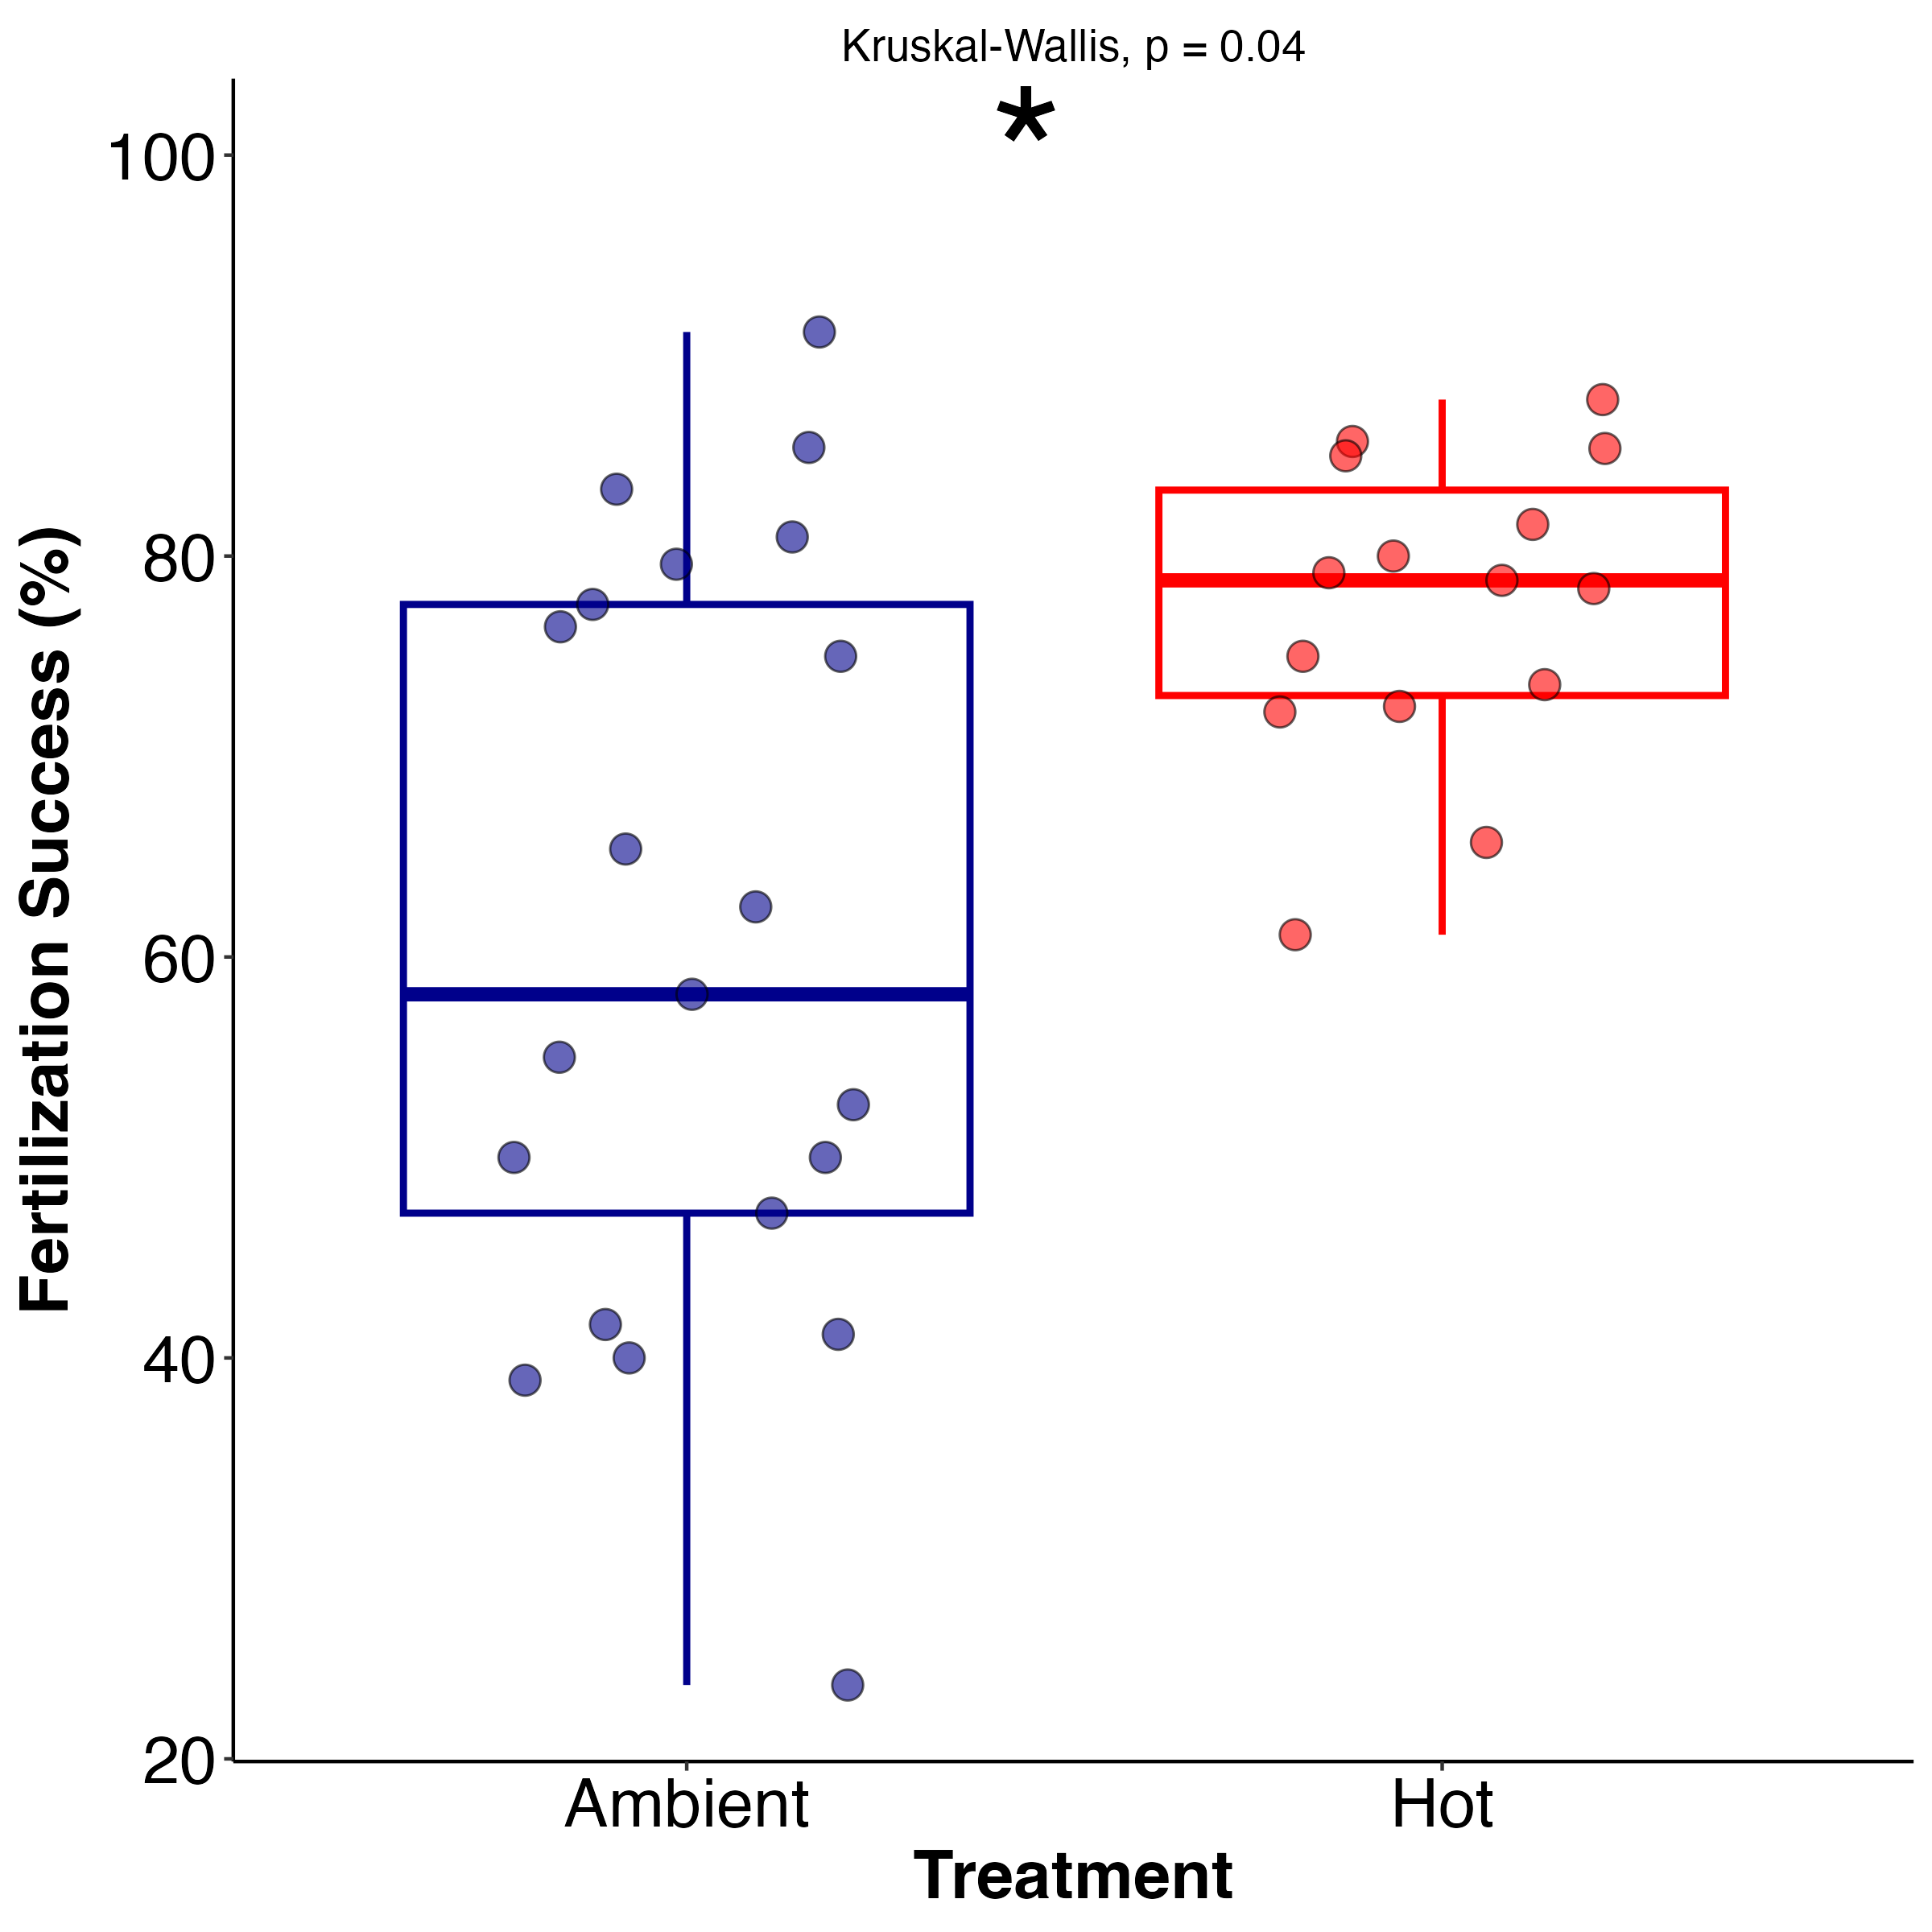 Kruskal-Wallis, p = 0.04
*
100
80
60
40
20
Fertilization Success (%)
Ambient
Hot
Treatment